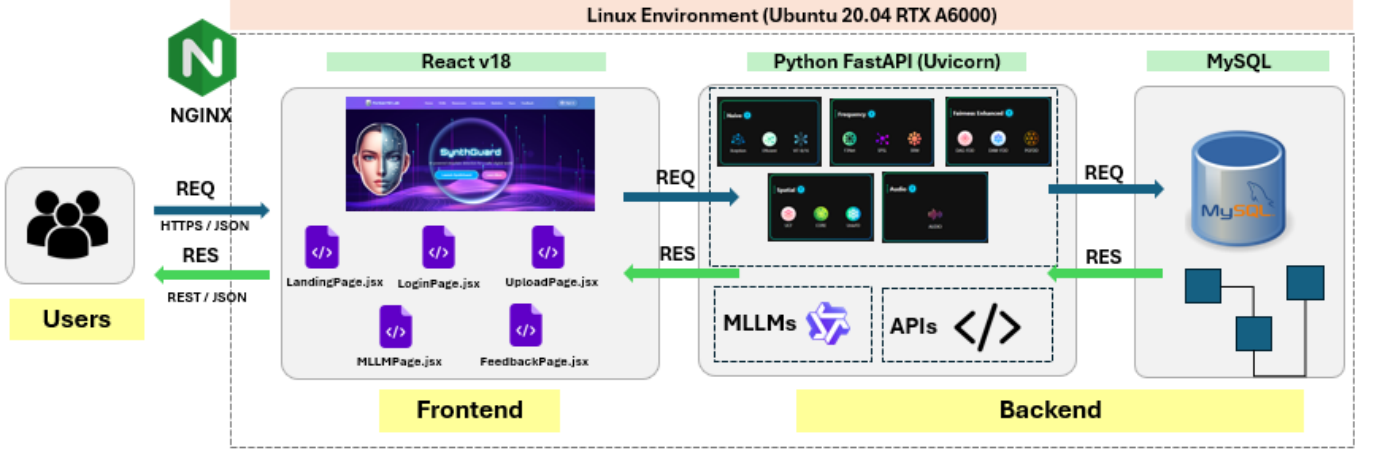 Linux Environment (Ubuntu 20.04 RTX A6000)
NGINX
React v18
Python FastAPI (Uvicorn)
MySQL
SynthGuard
Noise
Frequency
Fairness Enhanced
Spatial
Audio
AUDIO
MySQL
REQ
HTTPS / JSON
RES
REST / JSON
REQ
RES
REQ
RES
LandingPage.jsx
LoginPage.jsx
UploadPage.jsx
MLLMPage.jsx
FeedbackPage.jsx
MLLMs
APIs
Users
Frontend
Backend